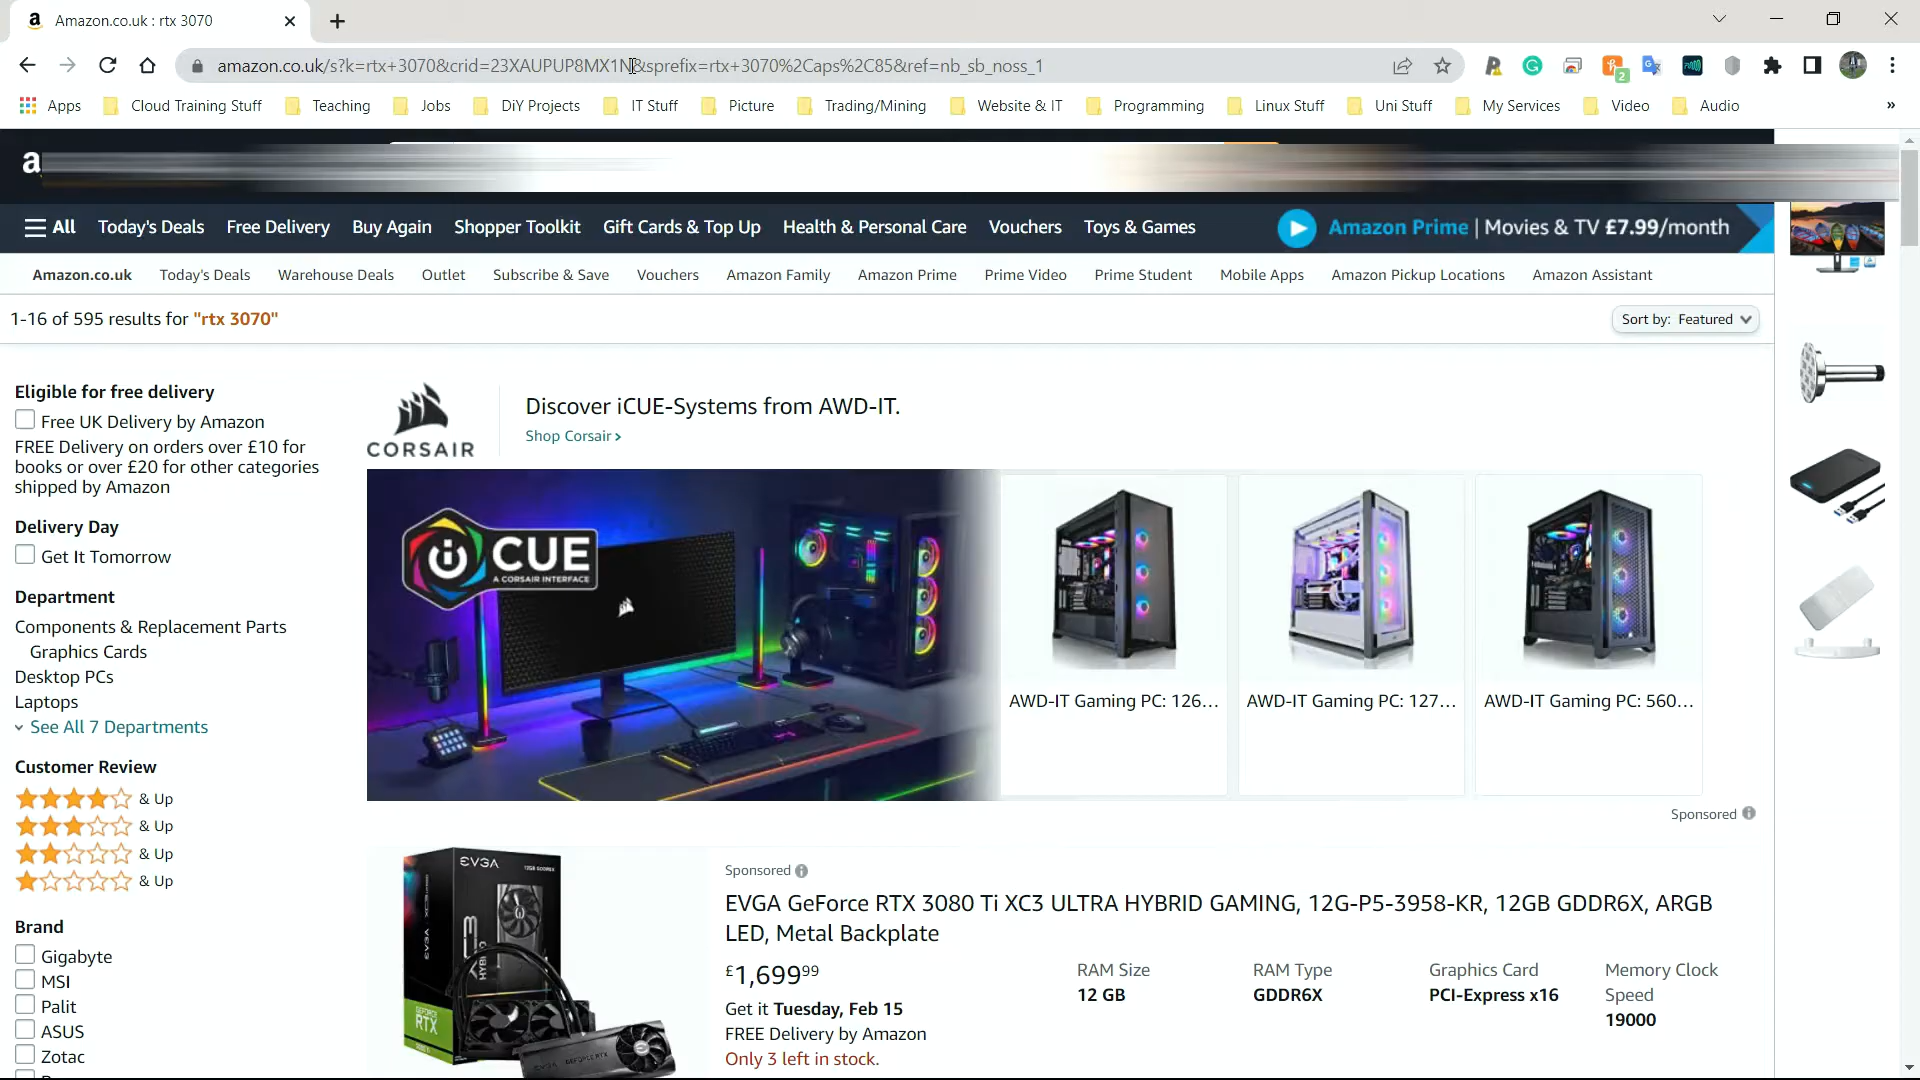 a Amazon.co.uk : rtx 3070
amazon.co.uk/s?k=rtx+3070&crid=23XAUPUP8MX1N&sprefix=rtx+3070%2Caps%2C85&ref=nb_sb_noss_1
2
Apps Cloud Training Stuff Teaching Jobs DiY Projects IT Stuff Picture Trading/Mining Website & IT Programming Linux Stuff Uni Stuff My Services Video Audio »
a
All Today's Deals Free Delivery Buy Again Shopper Toolkit Gift Cards & Top Up Health & Personal Care Vouchers Toys & Games Amazon Prime | Movies & TV £7.99/month
Amazon.co.uk Today's Deals Warehouse Deals Outlet Subscribe & Save Vouchers Amazon Family Amazon Prime Prime Video Prime Student Mobile Apps Amazon Pickup Locations Amazon Assistant
1-16 of 595 results for "rtx 3070"
Sort by: Featured
Eligible for free delivery
Free UK Delivery by Amazon
FREE Delivery on orders over £10 for
books or over £20 for other categories
shipped by Amazon
Delivery Day
Get It Tomorrow
Department
Components & Replacement Parts
Graphics Cards
Desktop PCs
Laptops
See All 7 Departments
Customer Review
& Up
& Up
& Up
& Up
Brand
Gigabyte
MSI
Palit
ASUS
Zotac
CORSAIR
Discover iCUE-Systems from AWD-IT.
Shop Corsair ›
iCUE
A CORSAIR INTERFACE
AWD-IT Gaming PC: 126...
AWD-IT Gaming PC: 127...
AWD-IT Gaming PC: 560...
Sponsored
EVGA
GEFORCE
RTX
Sponsored
EVGA GeForce RTX 3080 Ti XC3 ULTRA HYBRID GAMING, 12G-P5-3958-KR, 12GB GDDR6X, ARGB
LED, Metal Backplate
£1,69999
Get it Tuesday, Feb 15
FREE Delivery by Amazon
Only 3 left in stock.
RAM Size
12 GB
RAM Type
GDDR6X
Graphics Card
PCI-Express x16
Memory Clock
Speed
19000